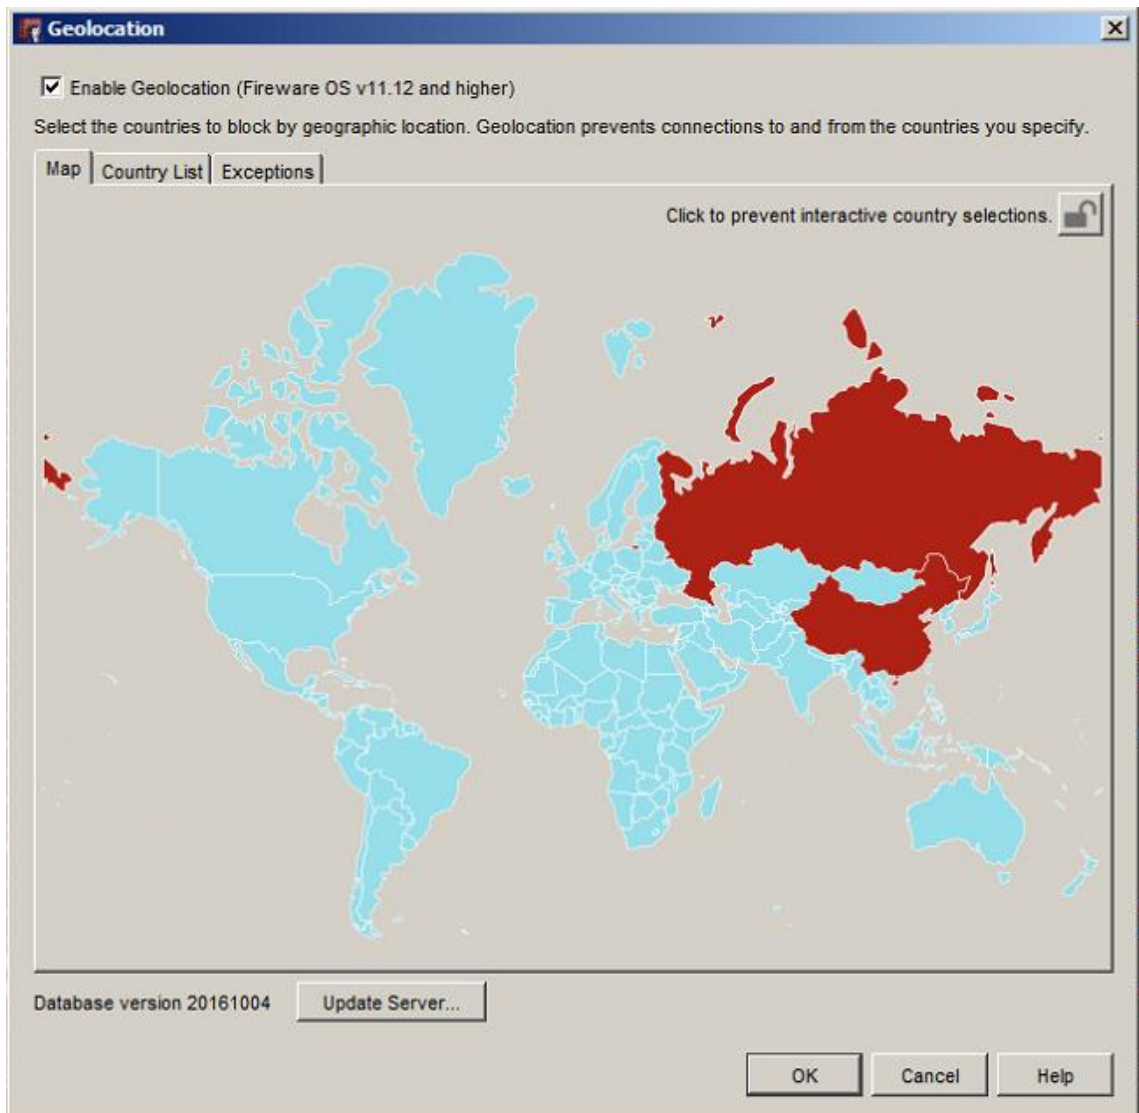 Geolocation
Enable Geolocation (Fireware OS v11.12 and higher)
Select the countries to block by geographic location. Geolocation prevents connections to and from the countries you specify.
Map Country List Exceptions
Click to prevent interactive country selections.
Database version 20161004 Update Server...
OK Cancel Help